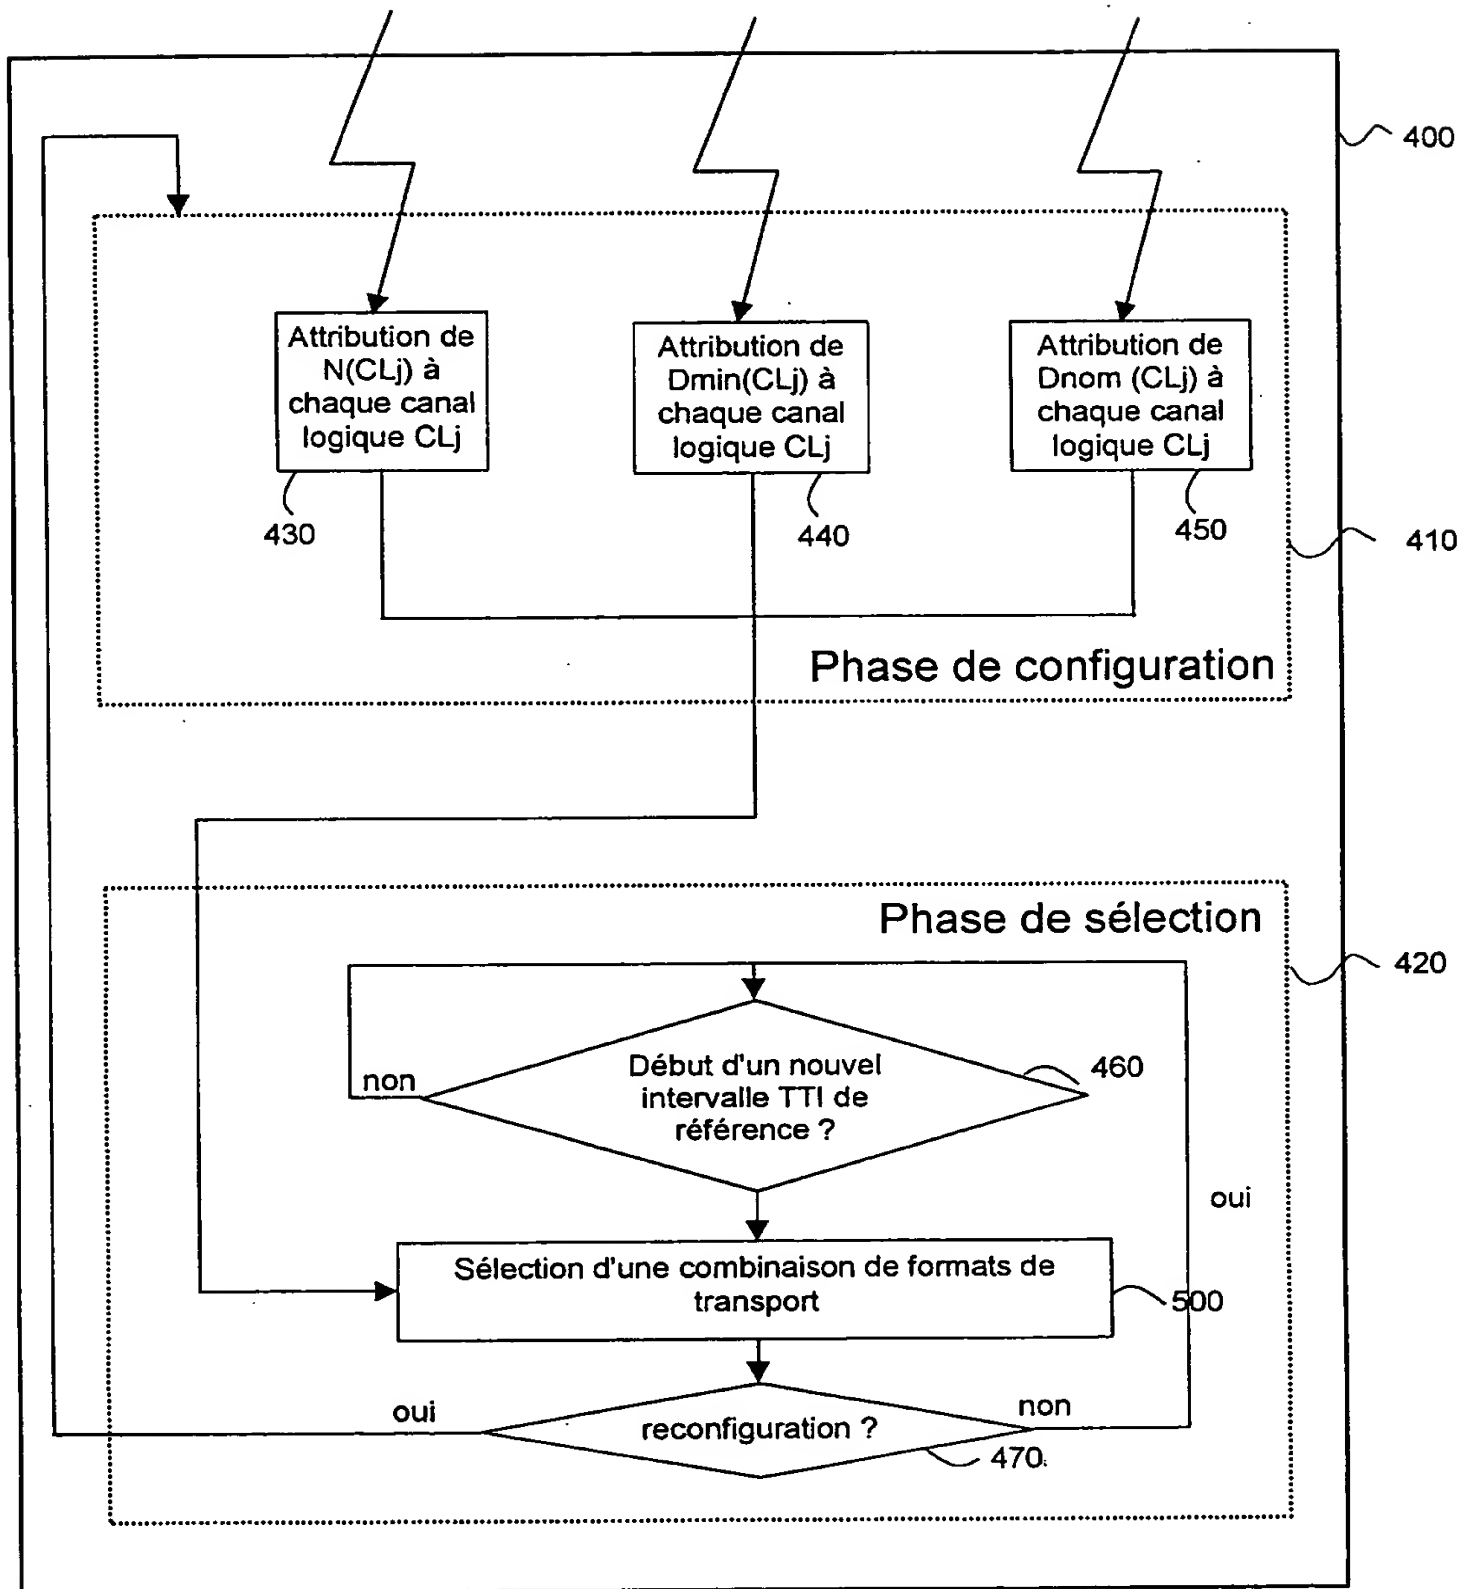 400
Attribution de
N(CLj) à
chaque canal
logique CLj
Attribution de
Dmin(CLj) à
chaque canal
logique CLj
Attribution de
Dnom (CLj) à
chaque canal
logique CLj
430
440
450
410
Phase de configuration
Phase de sélection
420
non
Début d'un nouvel
intervalle TTI de
référence ?
460
oui
Sélection d'une combinaison de formats de
transport
500
oui
reconfiguration ?
non
470